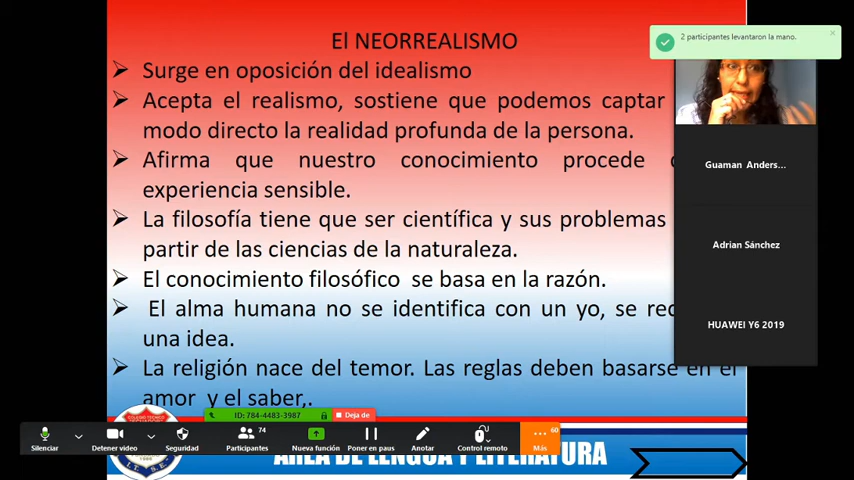 El NEORREALISMO
Surge en oposición del idealismo
Acepta el realismo, sostiene que podemos captar
modo directo la realidad profunda de la persona.
Afirma que nuestro conocimiento procede
experiencia sensible.
La filosofía tiene que ser científica y sus problemas
partir de las ciencias de la naturaleza.
El conocimiento filosófico se basa en la razón.
El alma humana no se identifica con un yo, se
una idea.
La religión nace del temor. Las reglas deben basarse en el
amor y el saber,.
2 participantes levantaron la mano.
Guaman Anders...
Adrian Sánchez
HUAWEI Y6 2019
ID: 784-4483-3987
Deja de
74
60
Silenciar
Detener video
Seguridad
Participantes
Nueva función
Poner en paus
Anotar
Control remoto
Más
ÁREA DE LENGUA Y LITERATURA